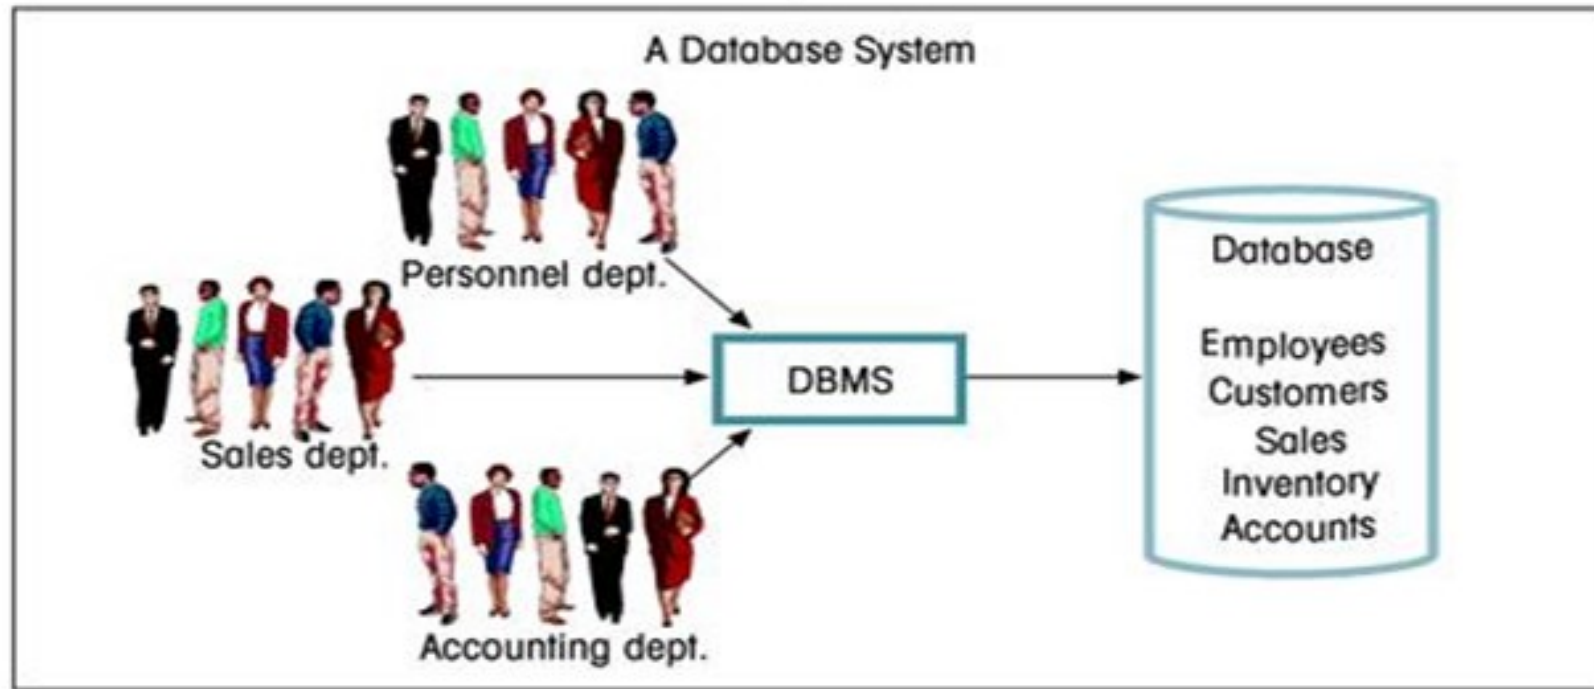 A Database System
Personnel dept.
Sales dept.
Accounting dept.
DBMS
Database
Employees
Customers
Sales
Inventory
Accounts